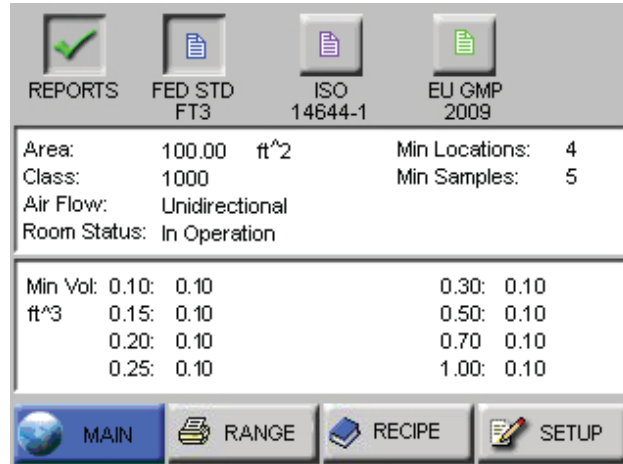 REPORTS FED STD FT3 ISO 14644-1 EU GMP 2009
Area: 100.00 ft^2 Min Locations: 4
Class: 1000 Min Samples: 5
Air Flow: Unidirectional
Room Status: In Operation
Min Vol: 0.10: 0.10 0.30: 0.10
ft^3 0.15: 0.10 0.50: 0.10
0.20: 0.10 0.70 0.10
0.25: 0.10 1.00: 0.10
MAIN RANGE RECIPE SETUP